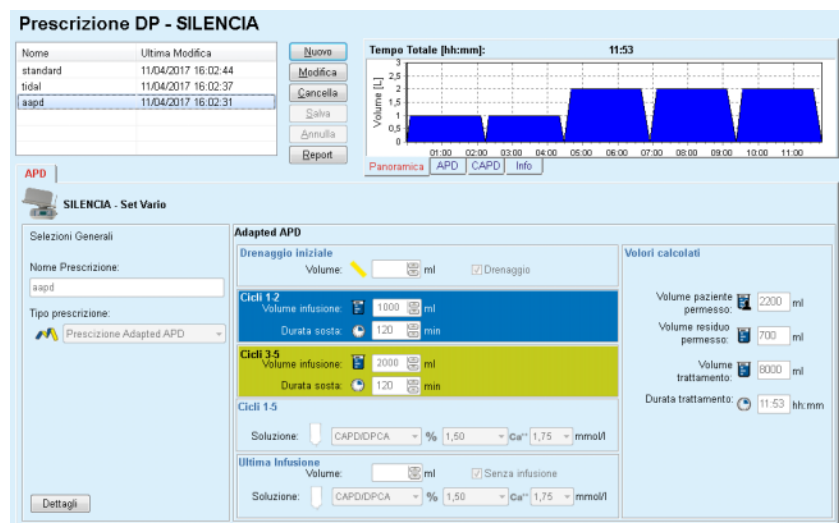 Prescrizione DP - SILENCIA
Nome Ultima Modifica
standard 11/04/2017 16:02:44
tidal 11/04/2017 16:02:37
aapd 11/04/2017 16:02:31
Nuovo
Modifica
Cancella
Salva
Annulla
Report
Tempo Totale [hh:mm]: 11:53
Volume [L]
3
2,5
2
1,5
1
0,5
0
01:00 02:00 03:00 04:00 05:00 06:00 07:00 08:00 09:00 10:00 11:00
Panoramica APD CAPD Info
APD
SILENCIA - Set Vario
Selezioni Generali
Nome Prescrizione:
aapd
Tipo prescrizione:
Prescizione Adapted APD
Dettagli
Adapted APD
Drenaggio iniziale
Volume: ml Drenaggio
Cicli 1-2
Volume infusione: 1000 ml
Durata sosta: 120 min
Cicli 3-5
Volume infusione: 2000 ml
Durata sosta: 120 min
Cicli 1-5
Soluzione: CAPD/DPCA % 1,50 Ca⁺⁺ 1,75 mmol/l
Ultima Infusione
Volume: ml Senza infusione
Soluzione: CAPD/DPCA % 1,50 Ca⁺⁺ 1,75 mmol/l
Valori calcolati
Volume paziente
permesso: 2200 ml
Volume residuo
permesso: 700 ml
Volume
trattamento: 8000 ml
Durata trattamento: 11:53 hh:mm